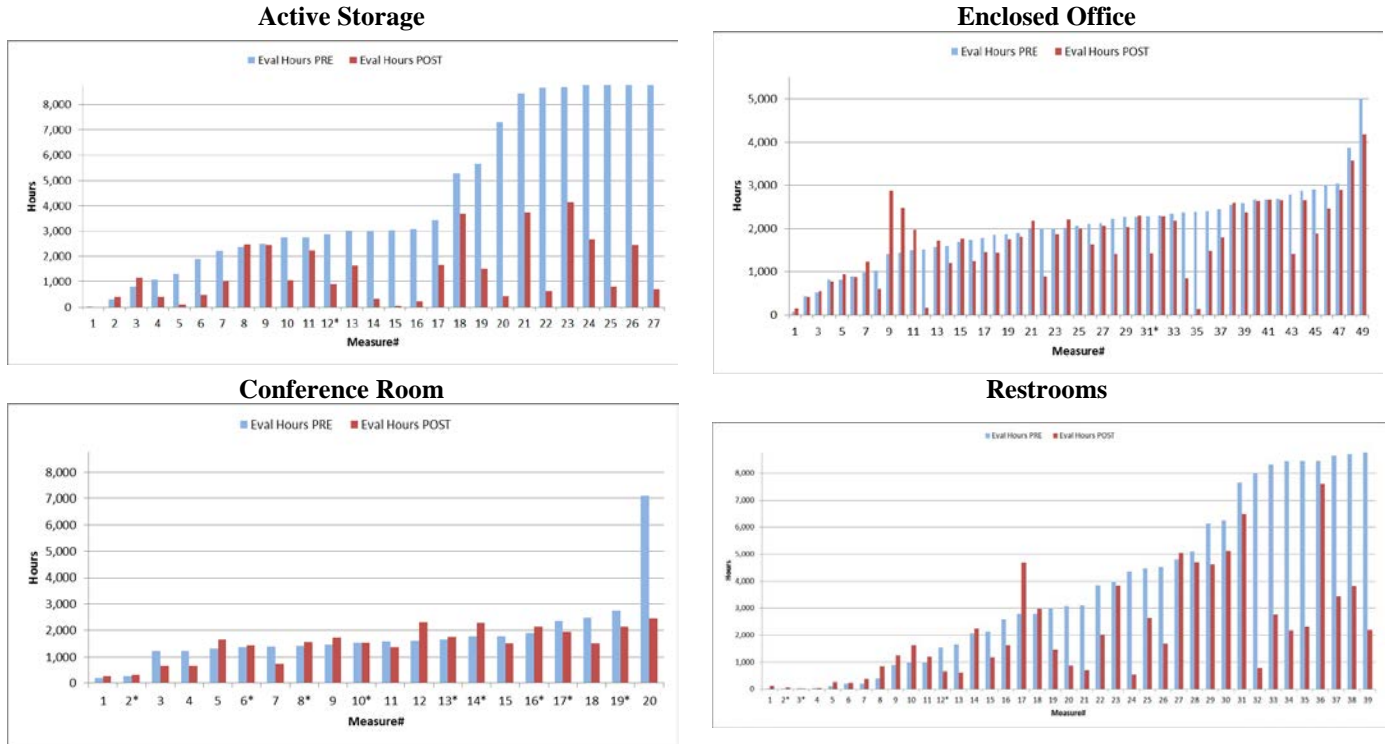 Active Storage
Eval Hours PRE Eval Hours POST
8,000
7,000
6,000
5,000
4,000
3,000
2,000
1,000
0
Hours
1 2 3 4 5 6 7 8 9 10 11 12* 13 14 15 16 17 18 19 20 21 22 23 24 25 26 27
Measure#
Enclosed Office
Eval Hours PRE Eval Hours POST
5,000
4,000
3,000
2,000
1,000
0
Hours
1 3 5 7 9 11 13 15 17 19 21 23 25 27 29 31* 33 35 37 39 41 43 45 47 49
Measure#
Conference Room
Eval Hours PRE Eval Hours POST
8,000
7,000
6,000
5,000
4,000
3,000
2,000
1,000
0
Hours
1 2* 3 4 5 6* 7 8* 9 10* 11 12 13* 14* 15 16* 17* 18 19* 20
Measure#
Restrooms
Eval Hours PRE Eval Hours POST
8,000
7,000
6,000
5,000
4,000
3,000
2,000
1,000
0
Hours
1 2* 3* 4 5 6 7 8 9 10 11 12* 13 14 15 16 17 18 19 20 21 22 23 24 25 26 27 28 29 30 31 32 33 34 35 36 37 38 39
Measure#